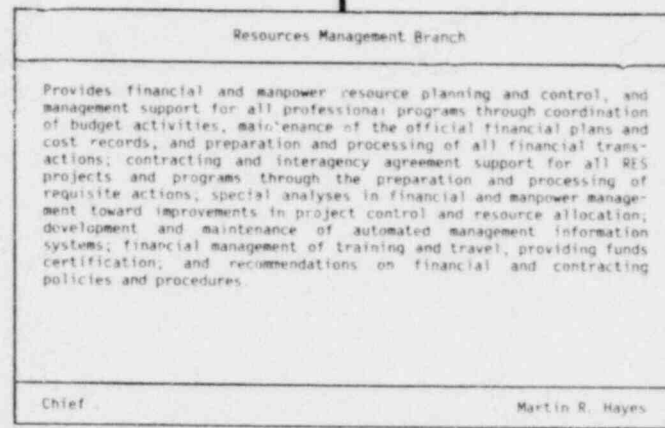 Resources Management Branch
Provides financial and manpower resource planning and control, and
management support for all professional programs through coordination
of budget activities, maintenance of the official financial plans and
cost records, and preparation and processing of all financial trans-
actions; contracting and interagency agreement support for all RES
projects and programs through the preparation and processing of
requisite actions; special analyses in financial and manpower manage-
ment toward improvements in project control and resource allocation;
development and maintenance of automated management information
systems; financial management of training and travel, providing funds
certification; and recommendations on financial and contracting
policies and procedures
Chief Martin R. Hayes